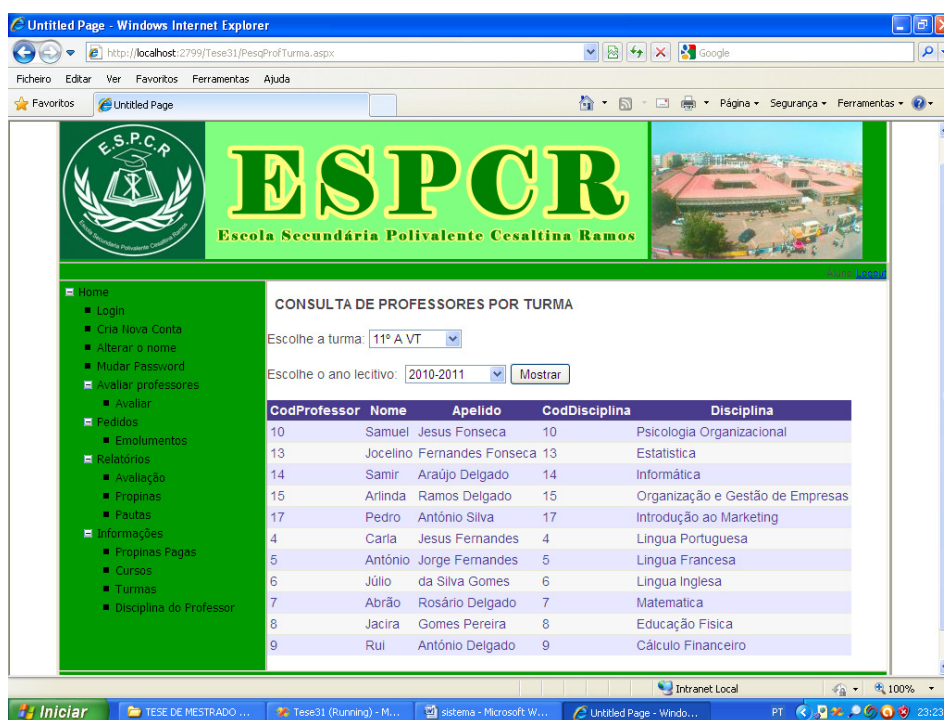 Untitled Page - Windows Internet Explorer
http://localhost:2799/Tese31/PesqProfTurma.aspx
Google
Ficheiro Editar Ver Favoritos Ferramentas Ajuda
Favoritos Untitled Page Página Segurança Ferramentas
E.S.P.C.R
Escola Secundária Polivalente Cesaltina Ramos
ESPCR
Escola Secundária Polivalente Cesaltina Ramos
Aluno Logout
Home
Login
Cria Nova Conta
Alterar o nome
Mudar Password
Avaliar professores
Avaliar
Pedidos
Emolumentos
Relatórios
Avaliação
Propinas
Pautas
Informações
Propinas Pagas
Cursos
Turmas
Disciplina do Professor
CONSULTA DE PROFESSORES POR TURMA
Escolhe a turma: 11º A VT
Escolhe o ano lecitivo: 2010-2011 Mostrar
CodProfessor Nome Apelido CodDisciplina Disciplina
10 Samuel Jesus Fonseca 10 Psicologia Organizacional
13 Jocelino Fernandes Fonseca 13 Estatistica
14 Samir Araújo Delgado 14 Informática
15 Arlinda Ramos Delgado 15 Organização e Gestão de Empresas
17 Pedro António Silva 17 Introdução ao Marketing
4 Carla Jesus Fernandes 4 Lingua Portuguesa
5 António Jorge Fernandes 5 Lingua Francesa
6 Júlio da Silva Gomes 6 Lingua Inglesa
7 Abrão Rosário Delgado 7 Matematica
8 Jacira Gomes Pereira 8 Educação Fisica
9 Rui António Delgado 9 Cálculo Financeiro
Intranet Local 100%
Iniciar TESE DE MESTRADO ... Tese31 (Running) - M... sistema - Microsoft W... Untitled Page - Windo... PT 23:23